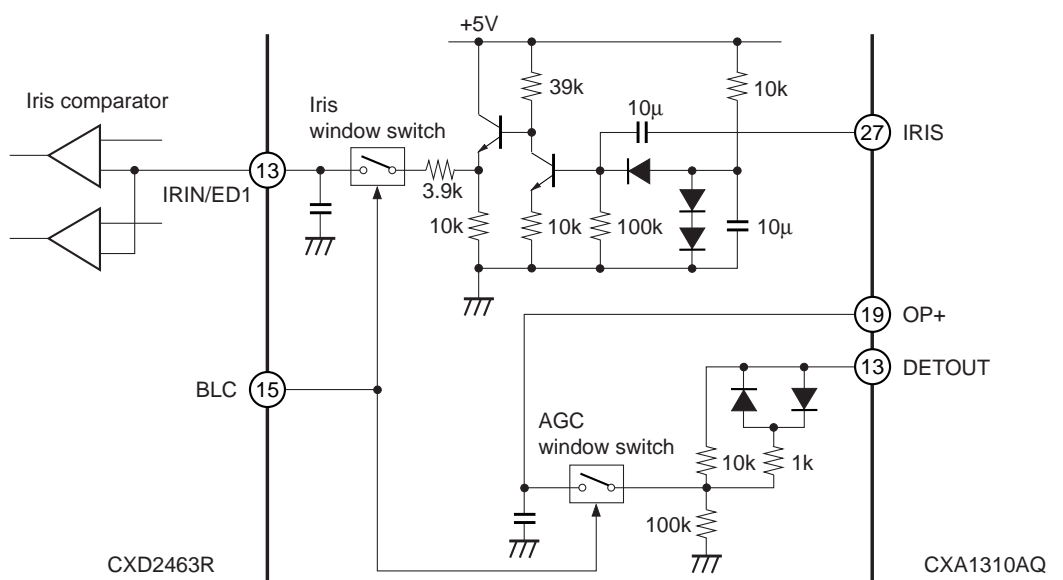 +5V
39k
10k
Iris comparator
Iris
window switch
10μ
27 IRIS
13
IRIN/ED1
3.9k
10k
10k
100k
10μ
19 OP+
13 DETOUT
BLC 15
AGC
window switch
10k
1k
100k
CXD2463R
CXA1310AQ